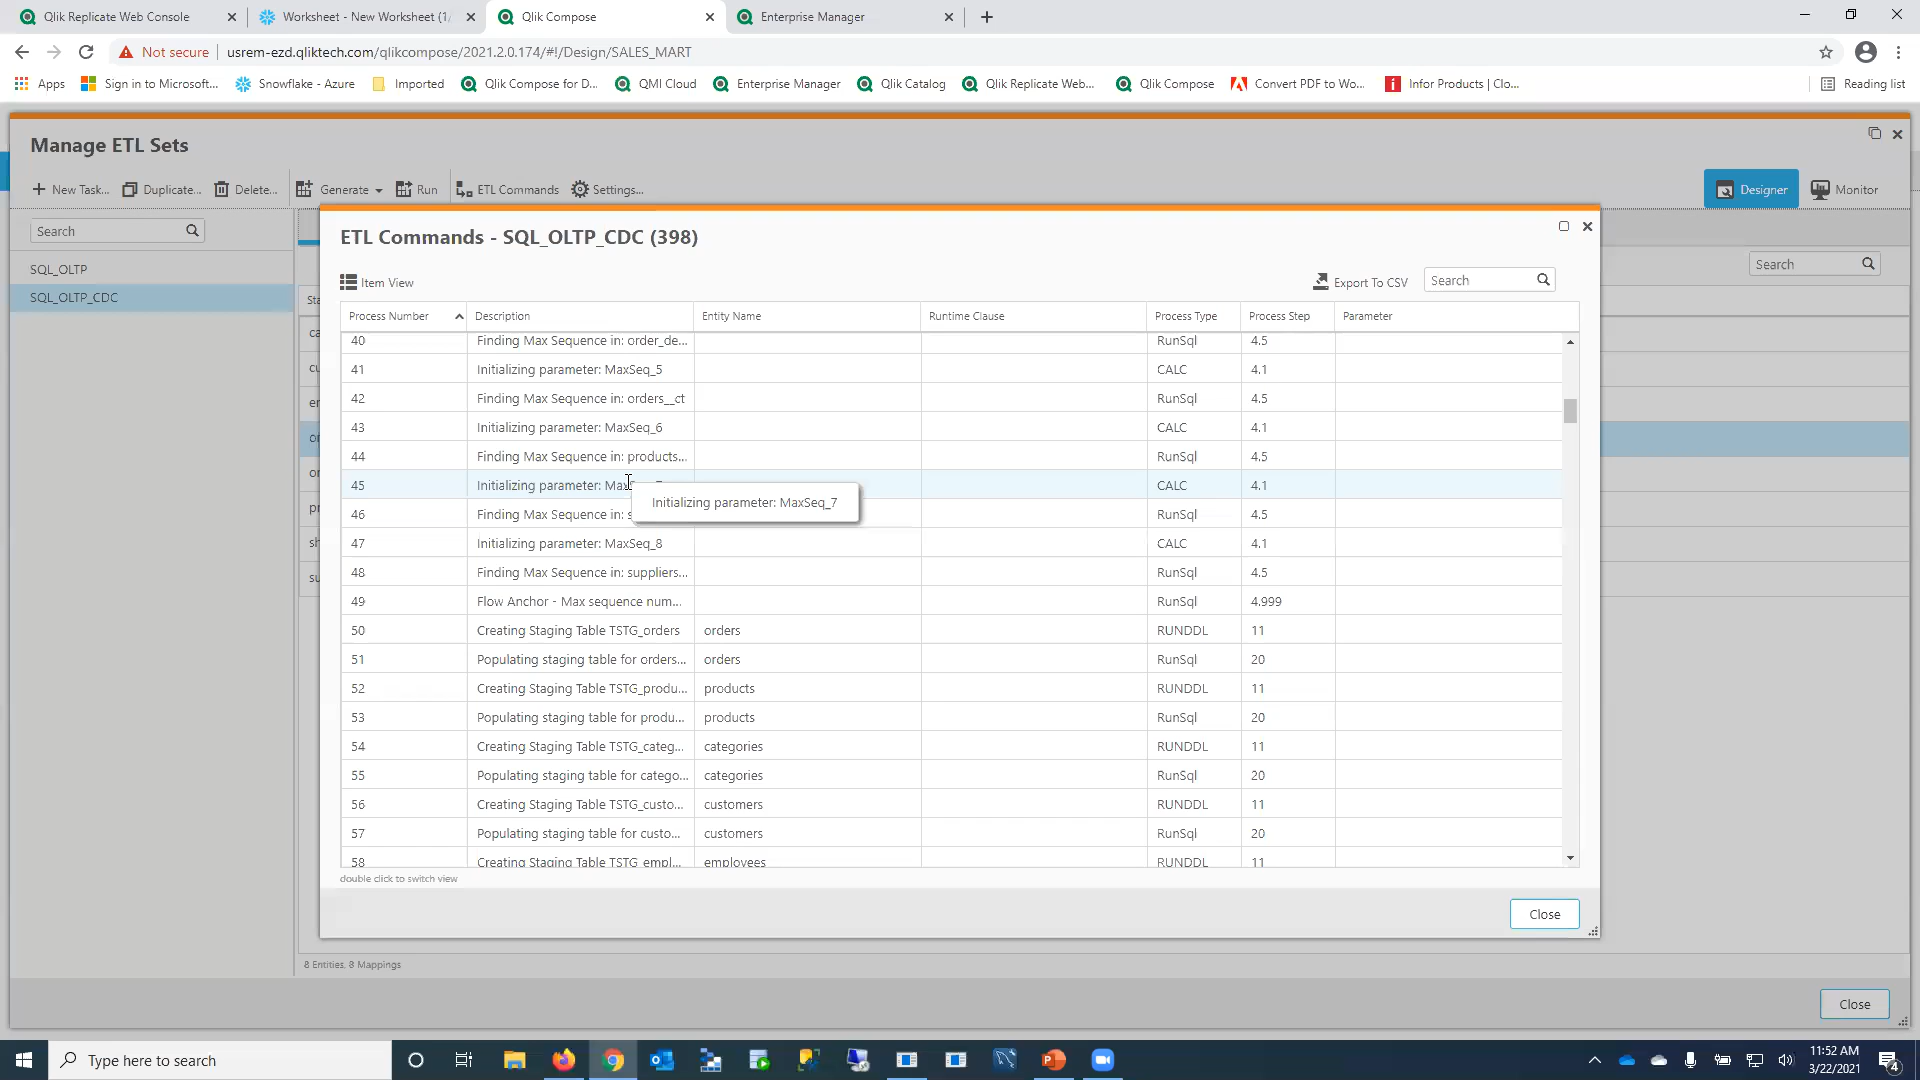 Qlik Replicate Web Console
Worksheet - New Worksheet (1/
Qlik Compose
Enterprise Manager
Not secure
usrem-ezd.qliktech.com/qlikcompose/2021.2.0.174/#!/Design/SALES_MART
Apps
Sign in to Microsoft...
Snowflake - Azure
Imported
Qlik Compose for D...
QMI Cloud
Enterprise Manager
Qlik Catalog
Qlik Replicate Web...
Qlik Compose
Convert PDF to Wo...
Infor Products | Clo...
Reading list
Manage ETL Sets
New Task...
Duplicate...
Delete...
Generate
Run
ETL Commands
Settings...
Designer
Monitor
Search
SQL_OLTP
SQL_OLTP_CDC
Search
ETL Commands - SQL_OLTP_CDC (398)
Item View
Export To CSV
Search
Process Number Description Entity Name Runtime Clause Process Type Process Step Parameter
40 Finding Max Sequence in: order_de... RunSql 4.5
41 Initializing parameter: MaxSeq_5 CALC 4.1
42 Finding Max Sequence in: orders__ct RunSql 4.5
43 Initializing parameter: MaxSeq_6 CALC 4.1
44 Finding Max Sequence in: products... RunSql 4.5
45 Initializing parameter: CALC 4.1
Initializing parameter: MaxSeq_7
46 Finding Max Sequence in: RunSql 4.5
47 Initializing parameter: MaxSeq_8 CALC 4.1
48 Finding Max Sequence in: suppliers... RunSql 4.5
49 Flow Anchor - Max sequence num... RunSql 4.999
50 Creating Staging Table TSTG_orders orders RUNDDL 11
51 Populating staging table for orders... orders RunSql 20
52 Creating Staging Table TSTG_produ... products RUNDDL 11
53 Populating staging table for produ... products RunSql 20
54 Creating Staging Table TSTG_categ... categories RUNDDL 11
55 Populating staging table for catego... categories RunSql 20
56 Creating Staging Table TSTG_custo... customers RUNDDL 11
57 Populating staging table for custo... customers RunSql 20
58 Creating Staging Table TSTG_empl... employees RUNDDL 11
double click to switch view
Close
8 Entities, 8 Mappings
Close
Type here to search
11:52 AM
3/22/2021
4